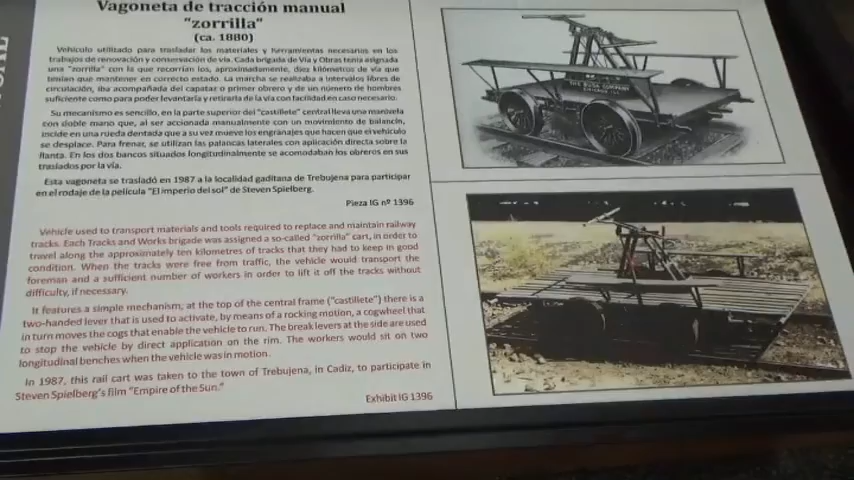 Vagoneta de tracción manual
"zorrilla"
(ca. 1880)
Vehículo utilizado para trasladar los materiales y herramientas necesarios en los
trabajos de renovación y conservación de vía. Cada brigada de Vía y Obras tenía asignada
una "zorrilla" con la que recorrían los, aproximadamente, diez kilómetros de vía que
tenían que mantener en correcto estado. La marcha se realizaba a intervalos libres de
circulación, iba acompañada del capataz o primer obrero y de un número de hombres
suficiente como para poder levantarla y retirarla de la vía con facilidad en caso necesario.
Su mecanismo es sencillo, en la parte superior del "castillete" central lleva una manivela
con doble mano que, al ser accionada manualmente con un movimiento de balancín,
incide en una rueda dentada que a su vez mueve los engranajes que hacen que el vehículo
se desplace. Para frenar, se utilizan las palancas laterales con aplicación directa sobre la
llanta. En los dos bancos situados longitudinalmente se acomodaban los obreros en sus
traslados por la vía.
Esta vagoneta se trasladó en 1987 a la localidad gaditana de Trebujena para participar
en el rodaje de la película "El imperio del sol" de Steven Spielberg.
Pieza IG nº 1396
Vehicle used to transport materials and tools required to replace and maintain railway
tracks. Each Tracks and Works brigade was assigned a so-called "zorrilla" cart, in order to
travel along the approximately ten kilometres of tracks that they had to keep in good
condition. When the tracks were free from traffic, the vehicle would transport the
foreman and a sufficient number of workers in order to lift it off the tracks without
difficulty, if necessary.
It features a simple mechanism; at the top of the central frame ("castillete") there is a
two-handed lever that is used to activate, by means of a rocking motion, a cogwheel that
in turn moves the cogs that enable the vehicle to run. The break levers at the side are used
to stop the vehicle by direct application on the rim. The workers would sit on two
longitudinal benches when the vehicle was in motion.
In 1987, this rail cart was taken to the town of Trebujena, in Cadiz, to participate in
Steven Spielberg's film "Empire of the Sun."
Exhibit IG 1396
THE BUDA COMPANY